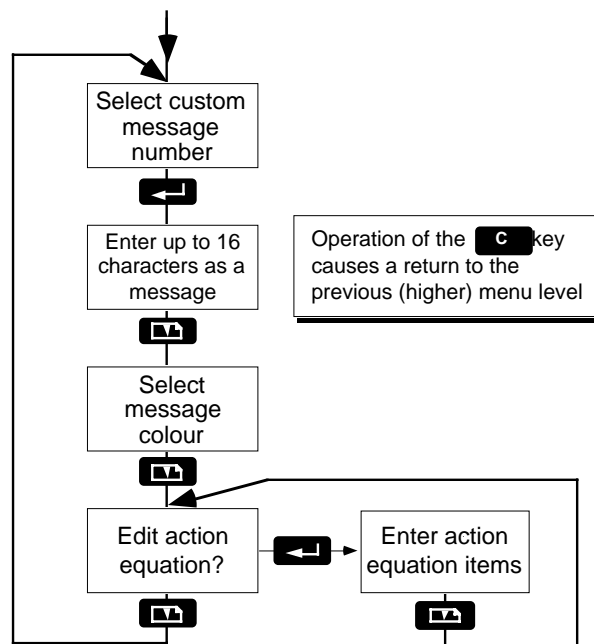 Select custom
message
number
Enter up to 16
characters as a
message
Operation of the C key
causes a return to the
previous (higher) menu level
Select
message
colour
Edit action
equation?
Enter action
equation items